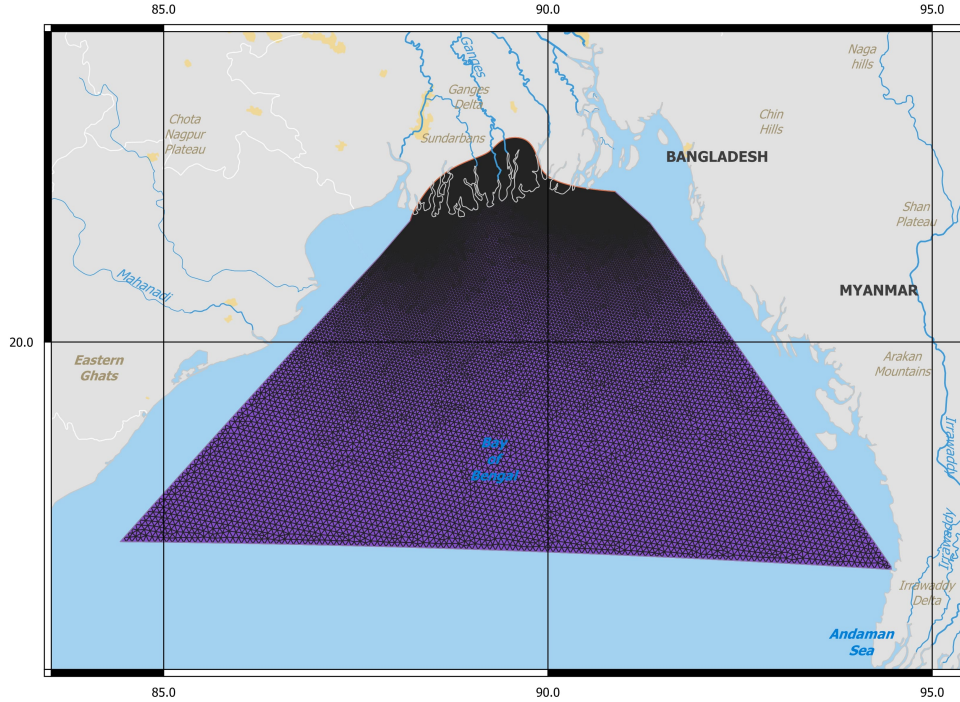 85.0
90.0
95.0
Ganges
Naga
hills
Ganges
Delta
Chota
Nagpur
Plateau
Chin
Hills
Sundarbans
BANGLADESH
Shan
Plateau
Mahanadi
MYANMAR
20.0
Eastern
Ghats
Arakan
Mountains
Irrawaddy
Bay
of
Bengal
Irrawaddy
Irrawaddy
Delta
Andaman
Sea
85.0
90.0
95.0